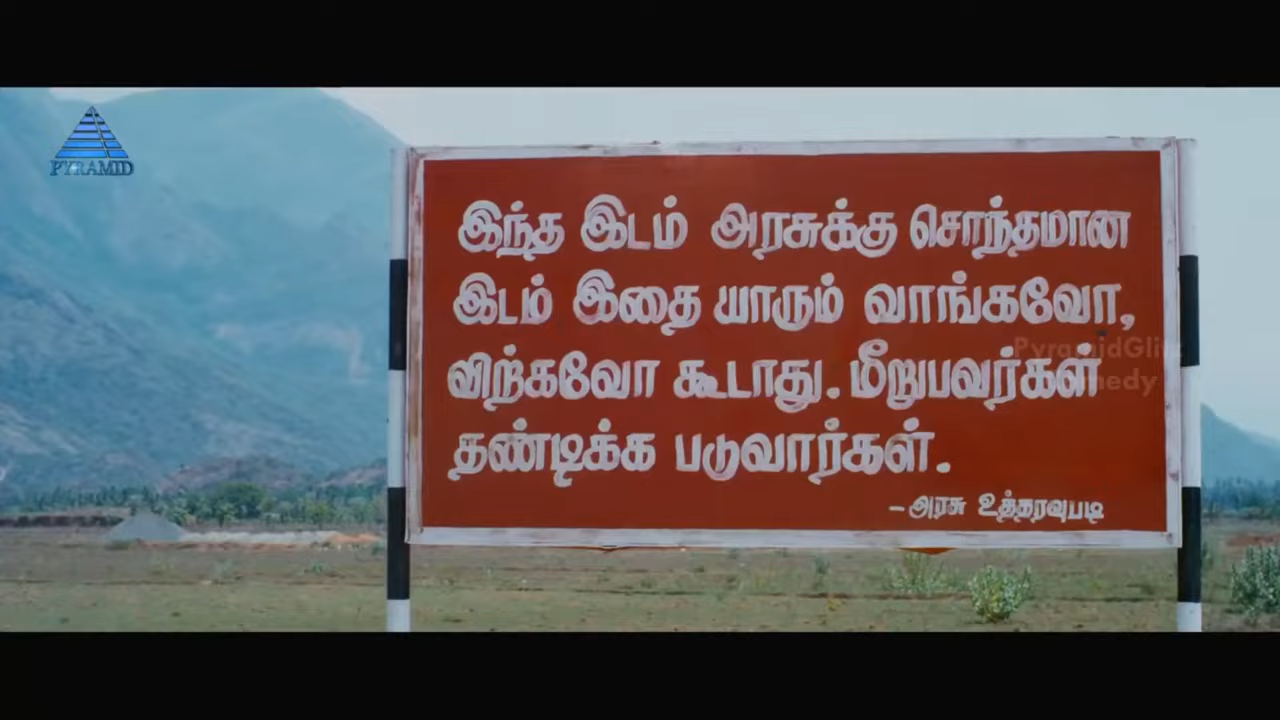 PYRAMID
இந்த இடம் அரசுக்கு சொந்தமான
இடம் இதை யாரும் வாங்கவோ,
விற்கவோ கூடாது. மீறுபவர்கள்
தண்டிக்க படுவார்கள்.
- அரசு உத்தரவுபடி